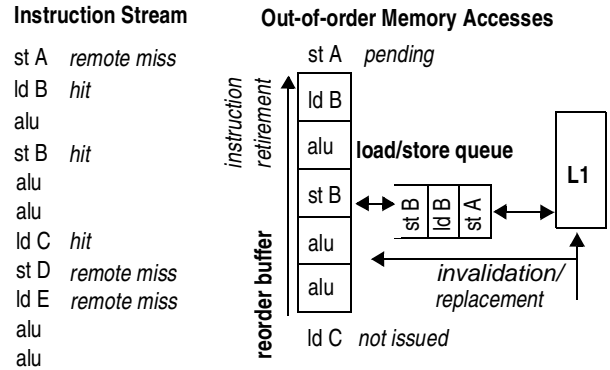 Instruction Stream
st A remote miss
ld B hit
alu
st B hit
alu
alu
ld C hit
st D remote miss
ld E remote miss
alu
alu
Out-of-order Memory Accesses
st A pending
instruction
retirement
reorder buffer
ld B
alu
st B
alu
alu
ld C not issued
load/store queue
st B
ld B
st A
L1
invalidation/
replacement